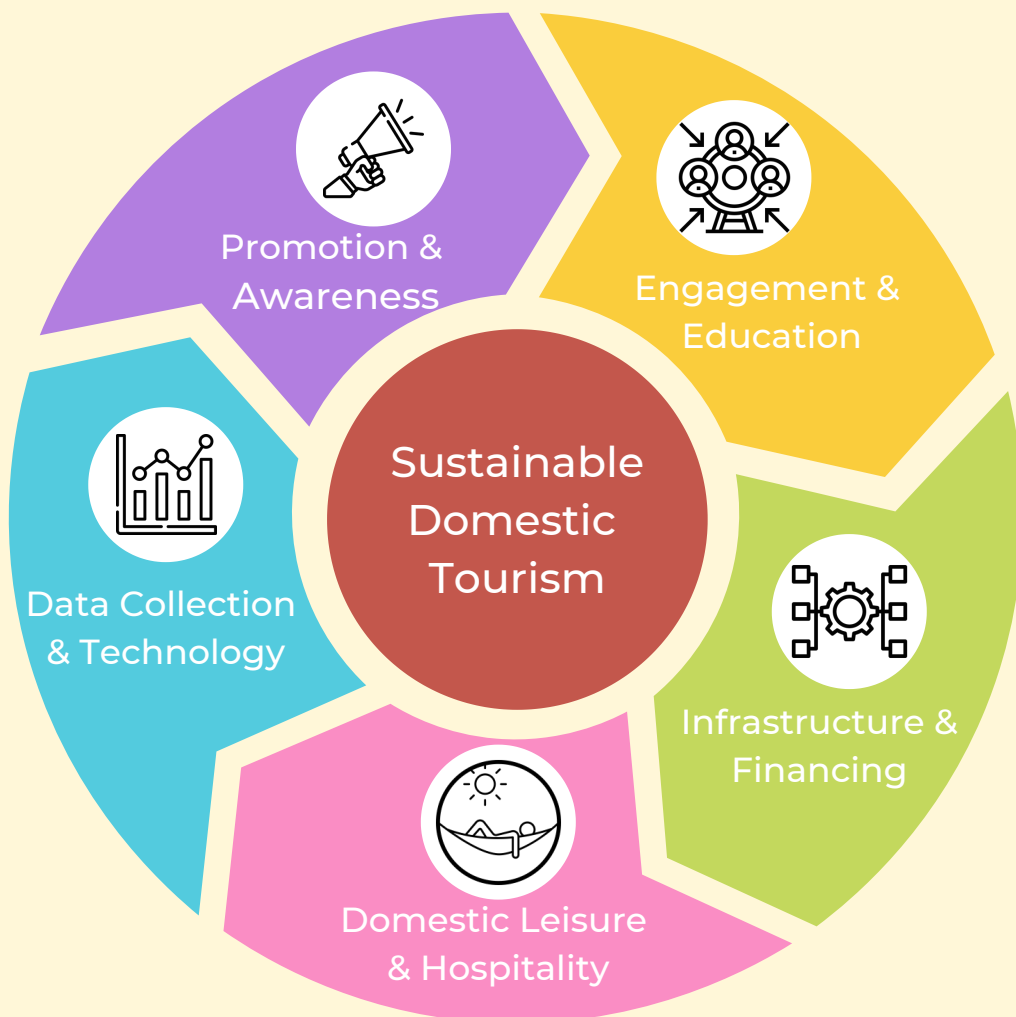 Promotion &
Awareness
Engagement &
Education
Sustainable
Domestic
Tourism
Data Collection
& Technology
Infrastructure &
Financing
Domestic Leisure
& Hospitality